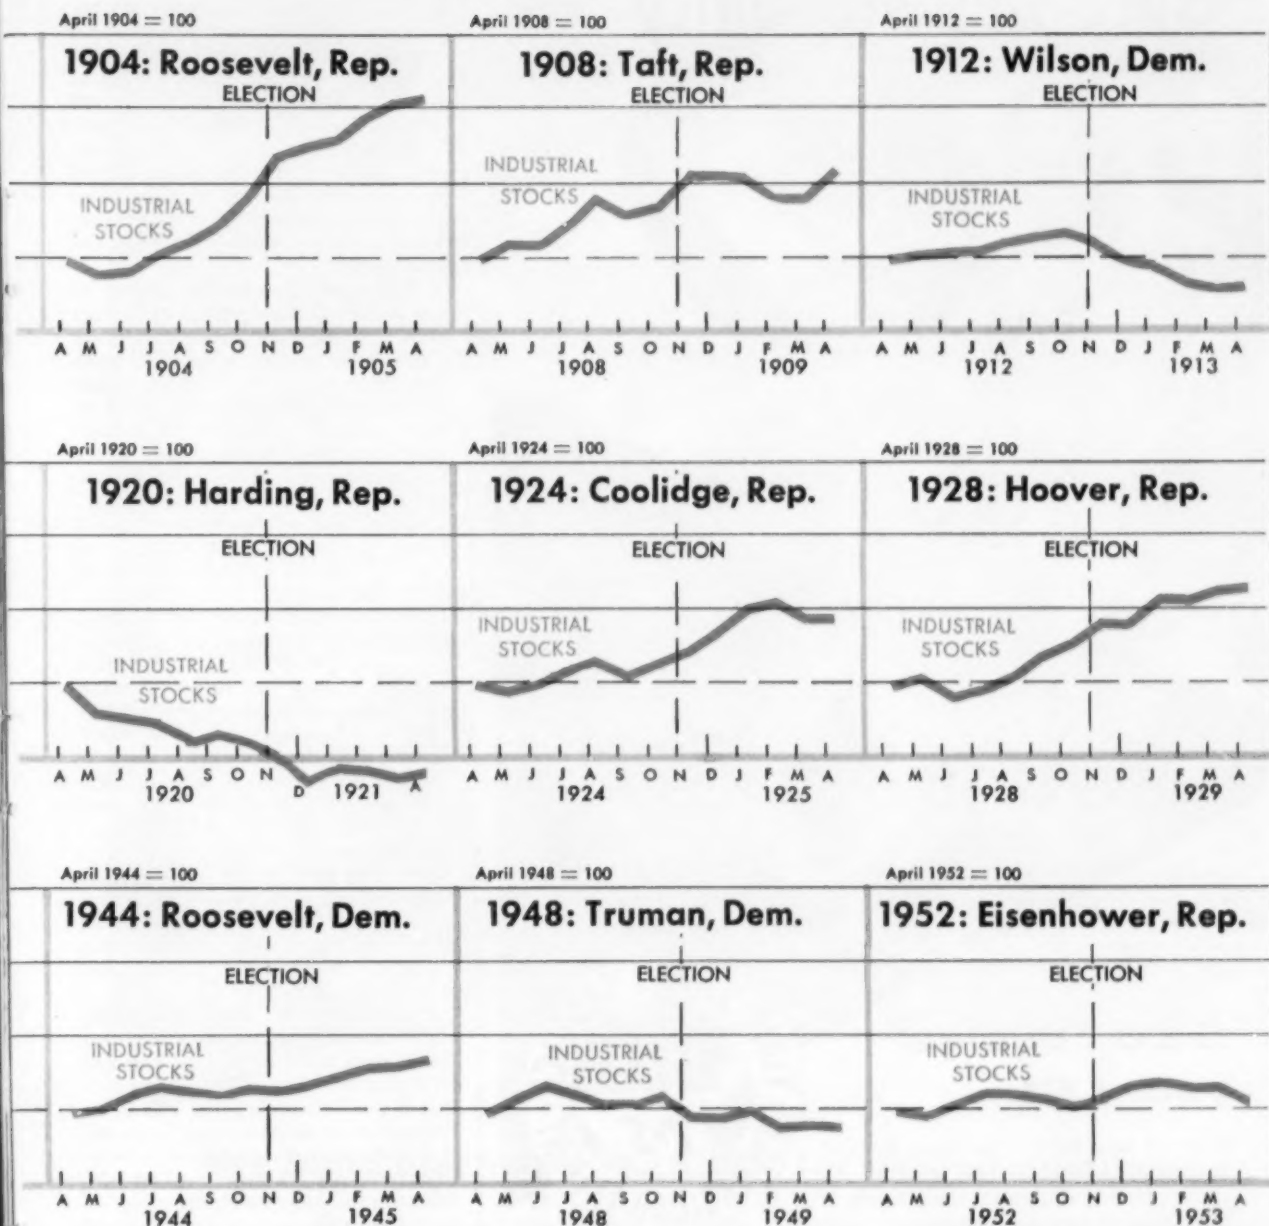 April 1904 = 100
1904: Roosevelt, Rep.
ELECTION
INDUSTRIAL
STOCKS
A M J J A S O N D J F M A
1904 1905
April 1908 = 100
1908: Taft, Rep.
ELECTION
INDUSTRIAL
STOCKS
A M J J A S O N D J F M A
1908 1909
April 1912 = 100
1912: Wilson, Dem.
ELECTION
INDUSTRIAL
STOCKS
A M J J A S O N D J F M A
1912 1913
April 1920 = 100
1920: Harding, Rep.
ELECTION
INDUSTRIAL
STOCKS
A M J J A S O N D A
1920 1921
April 1924 = 100
1924: Coolidge, Rep.
ELECTION
INDUSTRIAL
STOCKS
A M J J A S O N D J F M A
1924 1925
April 1928 = 100
1928: Hoover, Rep.
ELECTION
INDUSTRIAL
STOCKS
A M J J A S O N D J F M A
1928 1929
April 1944 = 100
1944: Roosevelt, Dem.
ELECTION
INDUSTRIAL
STOCKS
A M J J A S O N D J F M A
1944 1945
April 1948 = 100
1948: Truman, Dem.
ELECTION
INDUSTRIAL
STOCKS
A M J J A S O N D J F M A
1948 1949
April 1952 = 100
1952: Eisenhower, Rep.
ELECTION
INDUSTRIAL
STOCKS
A M J J A S O N D J F M A
1952 1953